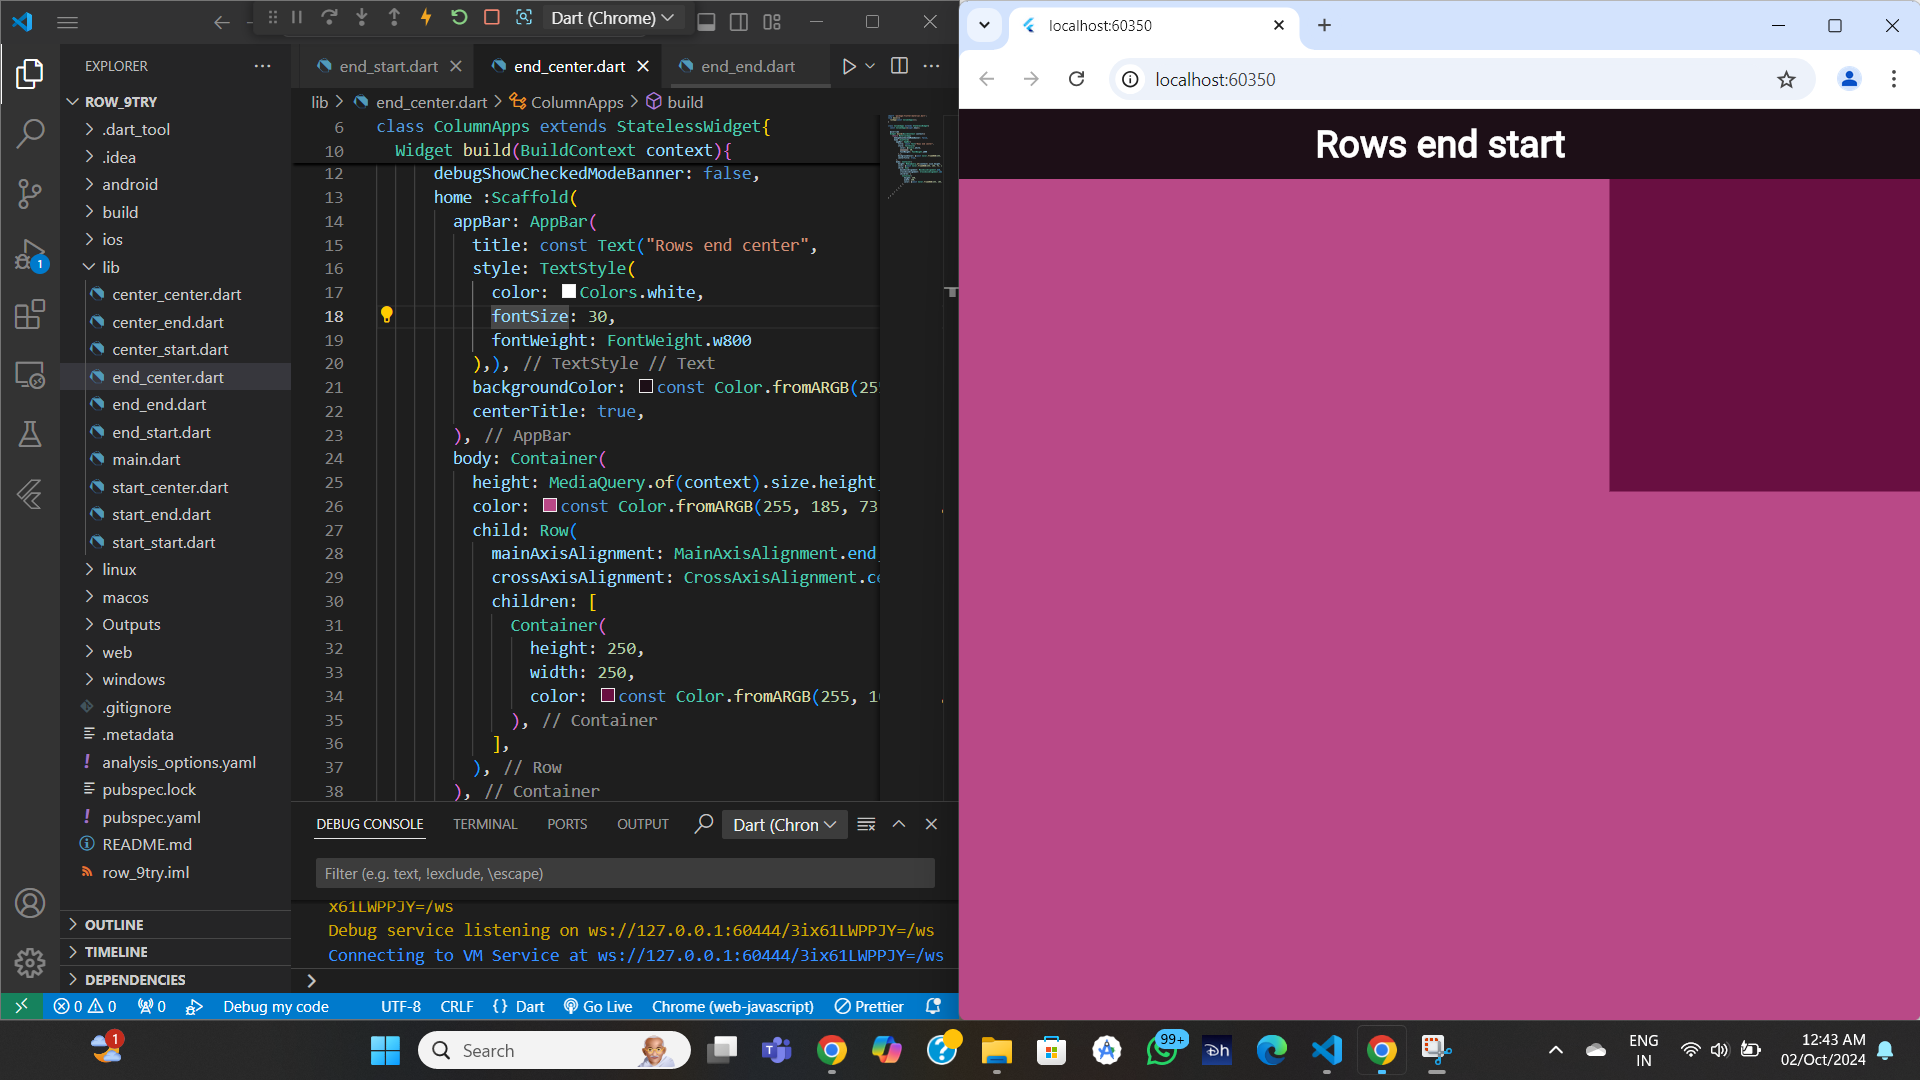 Dart (Chrome)
EXPLORER
ROW_9TRY
.dart_tool
.idea
android
build
ios
lib
center_center.dart
center_end.dart
center_start.dart
end_center.dart
end_end.dart
end_start.dart
main.dart
start_center.dart
start_end.dart
start_start.dart
linux
macos
Outputs
web
windows
.gitignore
.metadata
analysis_options.yaml
pubspec.lock
pubspec.yaml
README.md
row_9try.iml
OUTLINE
TIMELINE
DEPENDENCIES
1
end_start.dart
end_center.dart
end_end.dart
lib > end_center.dart > ColumnApps > build
6 class ColumnApps extends StatelessWidget{
10 Widget build(BuildContext context){
12 debugShowCheckedModeBanner: false,
13 home :Scaffold(
14 appBar: AppBar(
15 title: const Text("Rows end center",
16 style: TextStyle(
17 color: Colors.white,
18 fontSize: 30,
19 fontWeight: FontWeight.w800
20 ),), // TextStyle // Text
21 backgroundColor: const Color.fromARGB(25
22 centerTitle: true,
23 ), // AppBar
24 body: Container(
25 height: MediaQuery.of(context).size.height
26 color: const Color.fromARGB(255, 185, 73
27 child: Row(
28 mainAxisAlignment: MainAxisAlignment.end
29 crossAxisAlignment: CrossAxisAlignment.ce
30 children: [
31 Container(
32 height: 250,
33 width: 250,
34 color: const Color.fromARGB(255, 1
35 ), // Container
36 ],
37 ), // Row
38 ), // Container
DEBUG CONSOLE
TERMINAL
PORTS
OUTPUT
Dart (Chron
Filter (e.g. text, !exclude, \escape)
x61LWPPJY=/ws
Debug service listening on ws://127.0.0.1:60444/3ix61LWPPJY=/ws
Connecting to VM Service at ws://127.0.0.1:60444/3ix61LWPPJY=/ws
>
0 0 0 Debug my code UTF-8 CRLF {} Dart Go Live Chrome (web-javascript) Prettier
localhost:60350
localhost:60350
Rows end start
1
Search
99+
ENG
IN
12:43 AM
02/Oct/2024